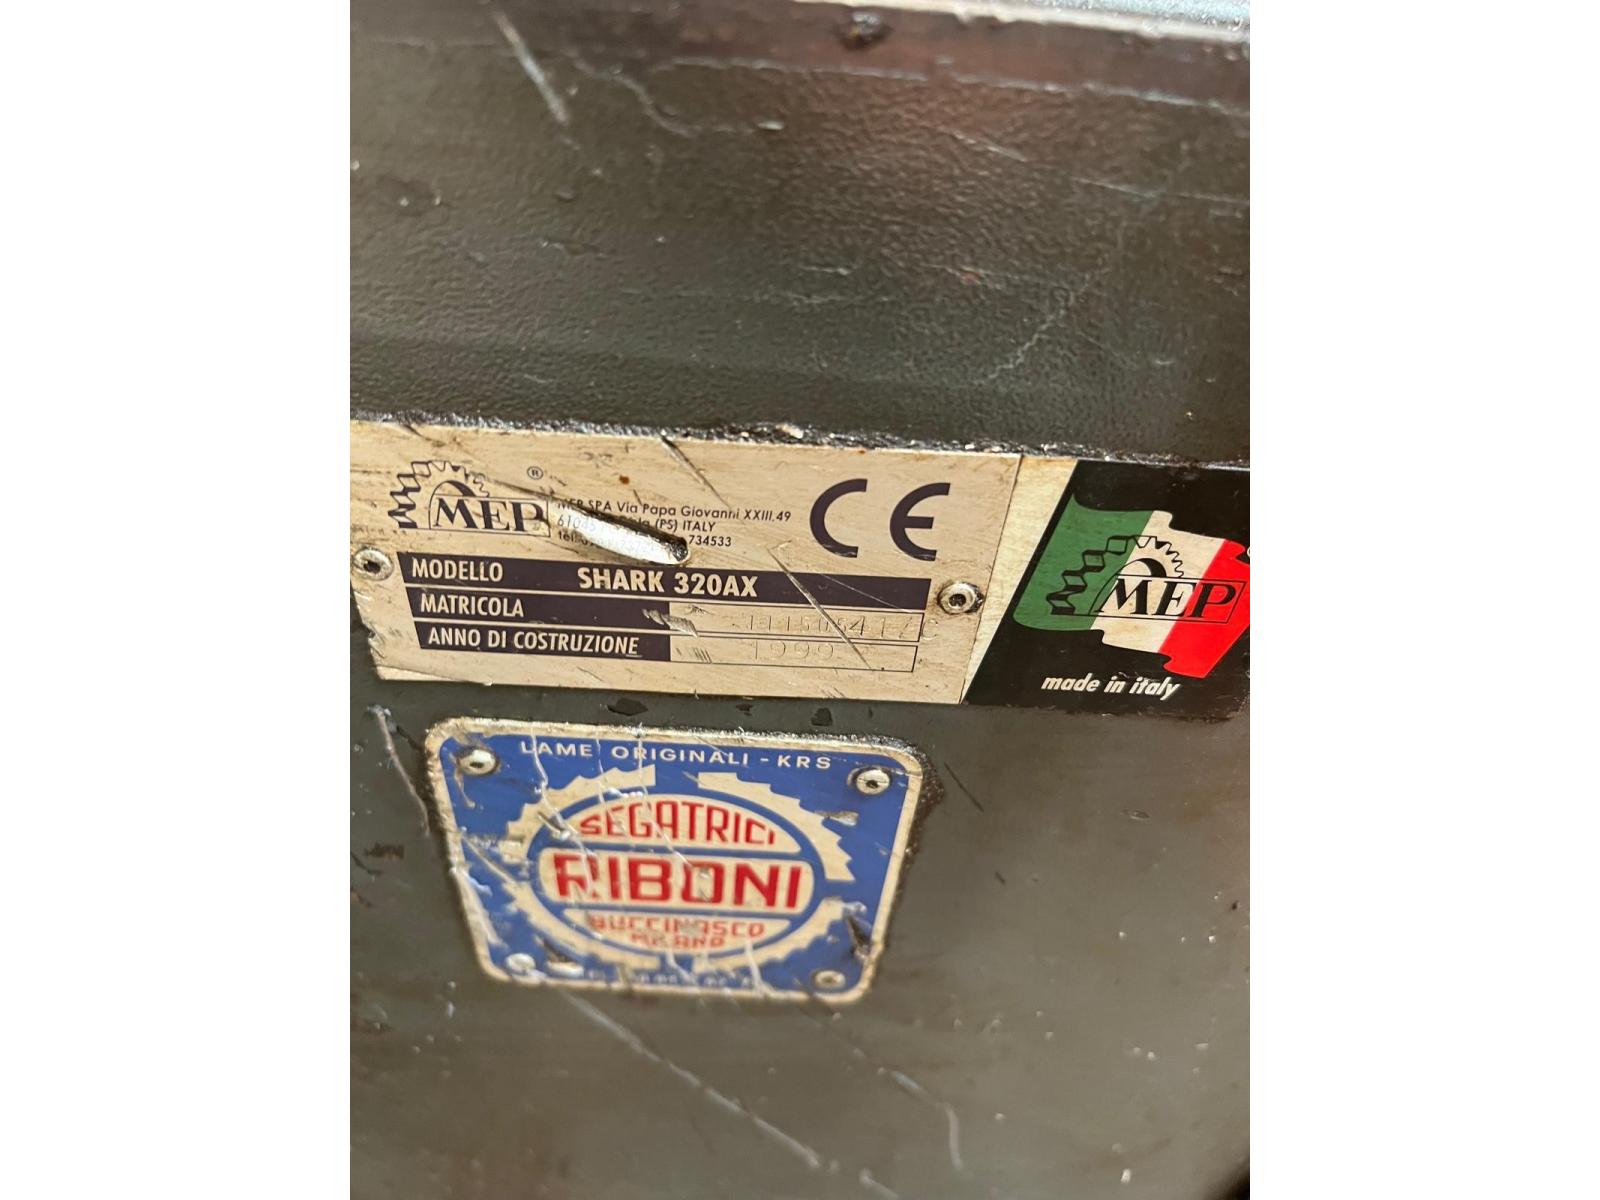 MEP ®
MEP SPA Via Papa Giovanni XXIII, 49
(PS) ITALY
734533
CE
MODELLO SHARK 320AX
MATRICOLA
ANNO DI COSTRUZIONE 1999
MEP
made in italy
LAME ORIGINALI - KRS
SEGATRICI
RIBONI
BUCCINASCO
MILANO